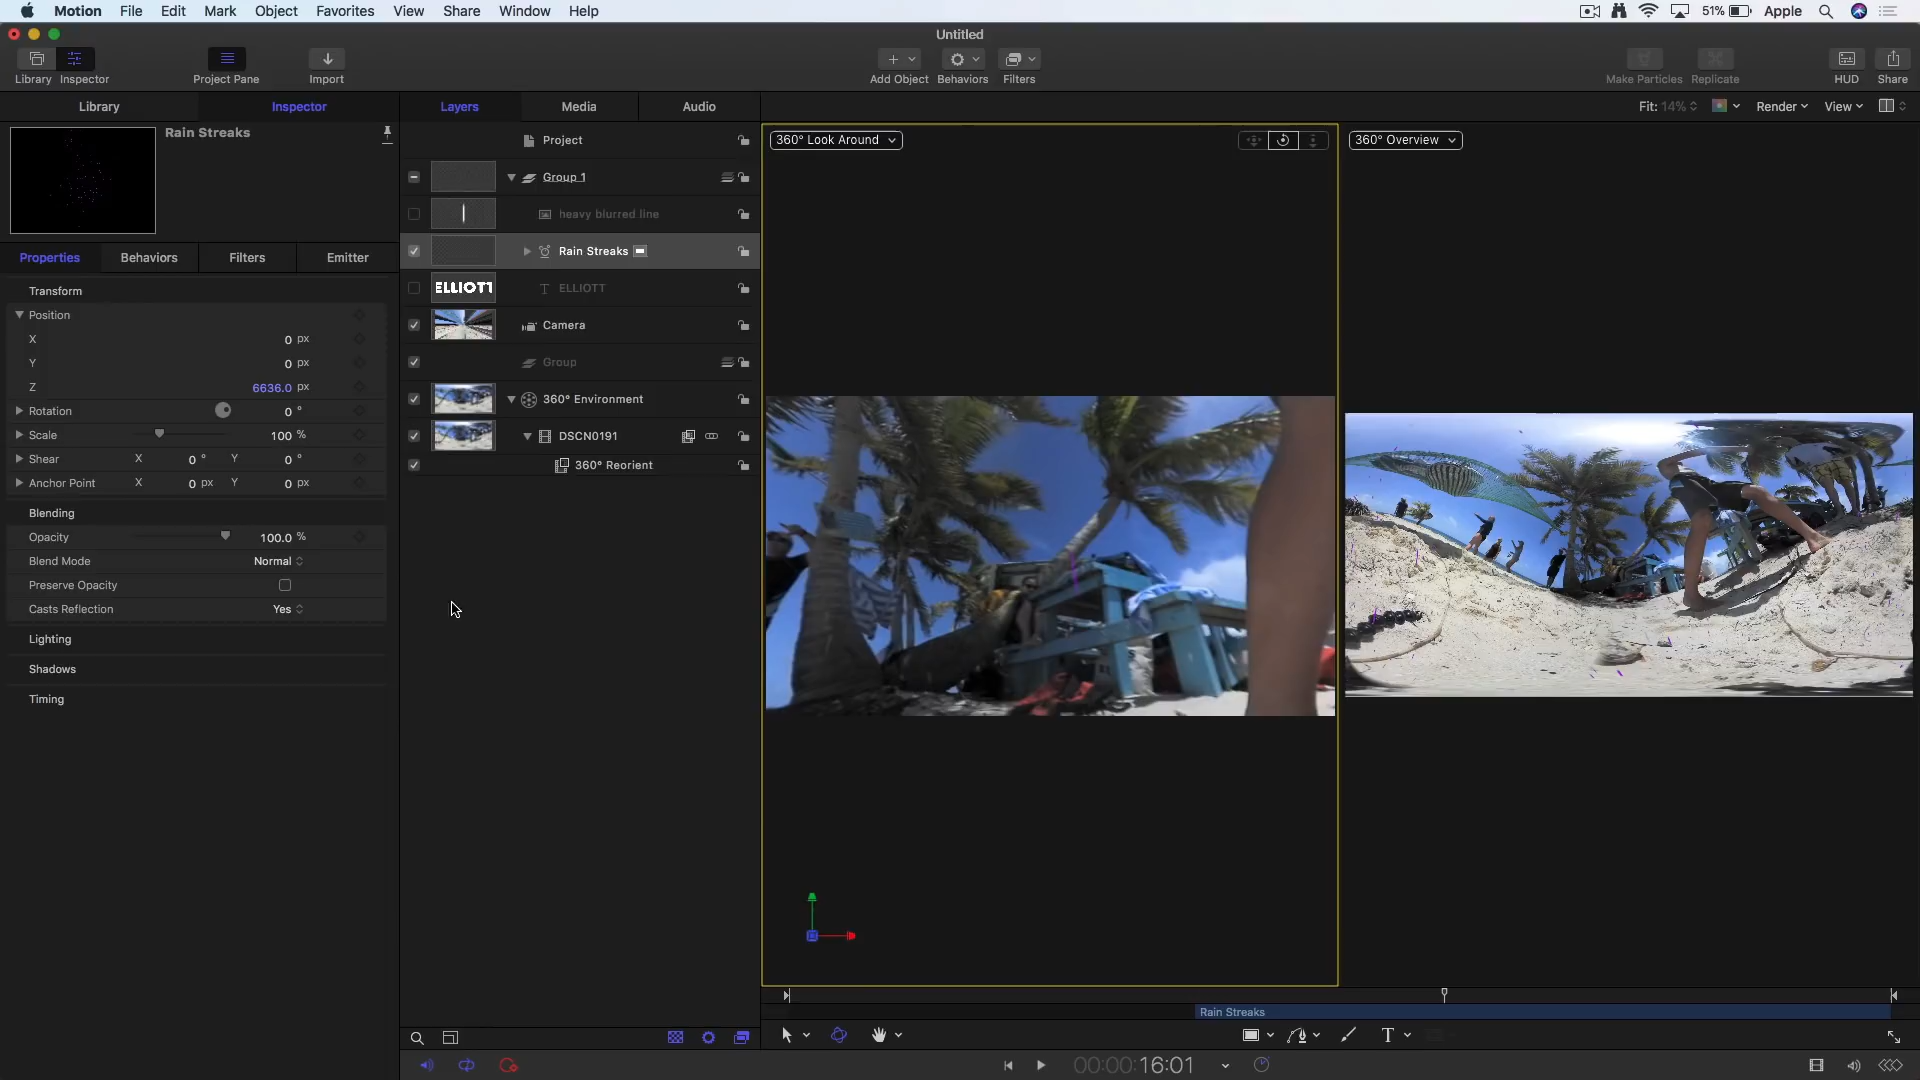 Motion File Edit Mark Object Favorites View Share Window Help 51% Apple
Untitled
Library Inspector Project Pane Import Add Object Behaviors Filters Make Particles Replicate HUD Share
Library Inspector Layers Media Audio Fit: 14% Render View
Rain Streaks
Properties Behaviors Filters Emitter
Transform
Position
X 0 px
Y 0 px
Z 6636.0 px
Rotation 0 °
Scale 100 %
Shear X 0 ° Y 0 °
Anchor Point X 0 px Y 0 px
Blending
Opacity 100.0 %
Blend Mode Normal
Preserve Opacity
Casts Reflection Yes
Lighting
Shadows
Timing
Project
Group 1
heavy blurred line
Rain Streaks
ELLIOTT ELLIOTT
Camera
Group
360° Environment
DSCN0191
360° Reorient
360° Look Around
360° Overview
Rain Streaks
T
00:00:16:01